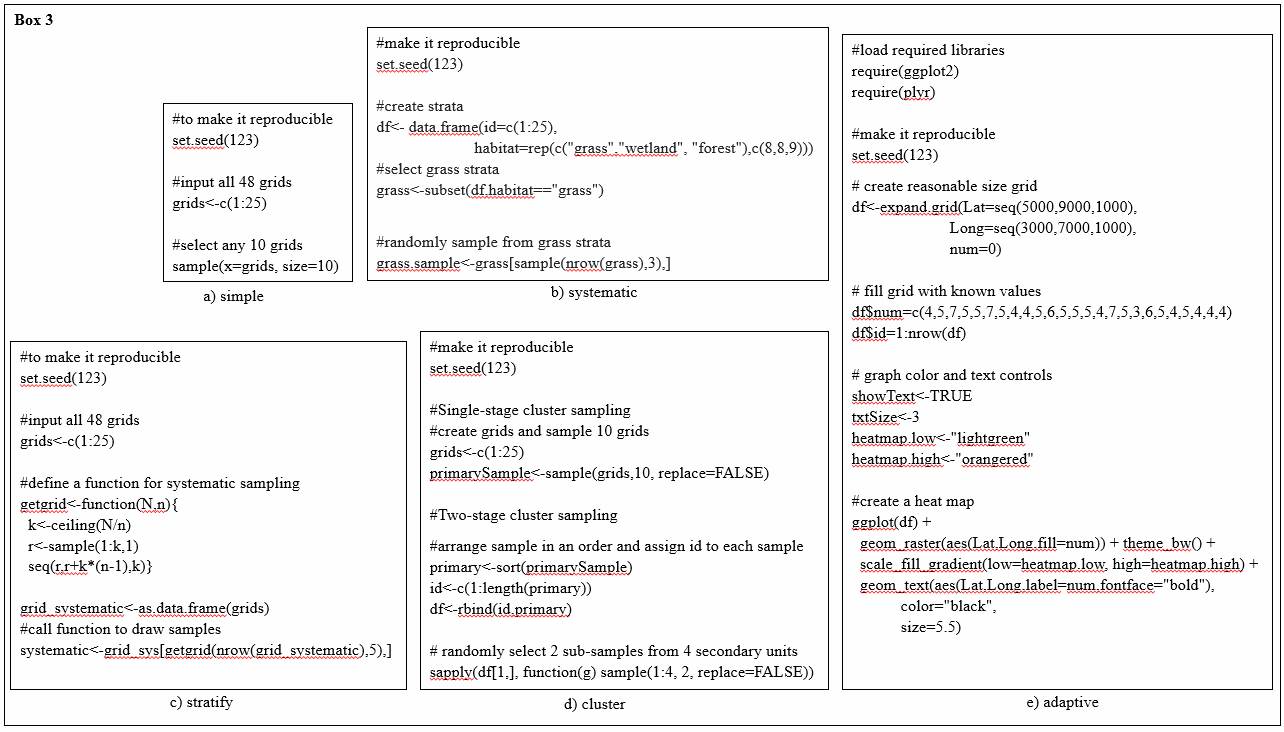 Box 3
#to make it reproducible
set.seed(123)
#input all 48 grids
grids<-c(1:25)
#select any 10 grids
sample(x=grids, size=10)
a) simple
#make it reproducible
set.seed(123)
#create strata
df<- data.frame(id=c(1:25),
habitat=rep(c("grass","wetland", "forest"),c(8,8,9)))
#select grass strata
grass<-subset(df,habitat=="grass")
#randomly sample from grass strata
grass.sample<-grass[sample(nrow(grass),3),]
b) systematic
#to make it reproducible
set.seed(123)
#input all 48 grids
grids<-c(1:25)
#define a function for systematic sampling
getgrid<-function(N,n){
k<-ceiling(N/n)
r<-sample(1:k,1)
seq(r,r+k*(n-1),k)}
grid_systematic<-as.data.frame(grids)
#call function to draw samples
systematic<-grid_sys[getgrid(nrow(grid_systematic),5),]
c) stratify
#make it reproducible
set.seed(123)
#Single-stage cluster sampling
#create grids and sample 10 grids
grids<-c(1:25)
primarySample<-sample(grids,10, replace=FALSE)
#Two-stage cluster sampling
#arrange sample in an order and assign id to each sample
primary<-sort(primarySample)
id<-c(1:length(primary))
df<-rbind(id,primary)
# randomly select 2 sub-samples from 4 secondary units
sapply(df[1,], function(g) sample(1:4, 2, replace=FALSE))
d) cluster
#load required libraries
require(ggplot2)
require(plyr)
#make it reproducible
set.seed(123)
# create reasonable size grid
df<-expand.grid(Lat=seq(5000,9000,1000),
Long=seq(3000,7000,1000),
num=0)
# fill grid with known values
df$num=c(4,5,7,5,5,7,5,4,4,5,6,5,5,5,4,7,5,3,6,5,4,5,4,4,4)
df$id=1:nrow(df)
# graph color and text controls
showText<-TRUE
txtSize<-3
heatmap.low<-"lightgreen"
heatmap.high<-"orangered"
#create a heat map
ggplot(df) +
geom_raster(aes(Lat,Long,fill=num)) + theme_bw() +
scale_fill_gradient(low=heatmap.low, high=heatmap.high) +
geom_text(aes(Lat,Long,label=num,fontface="bold"),
color="black",
size=5.5)
e) adaptive